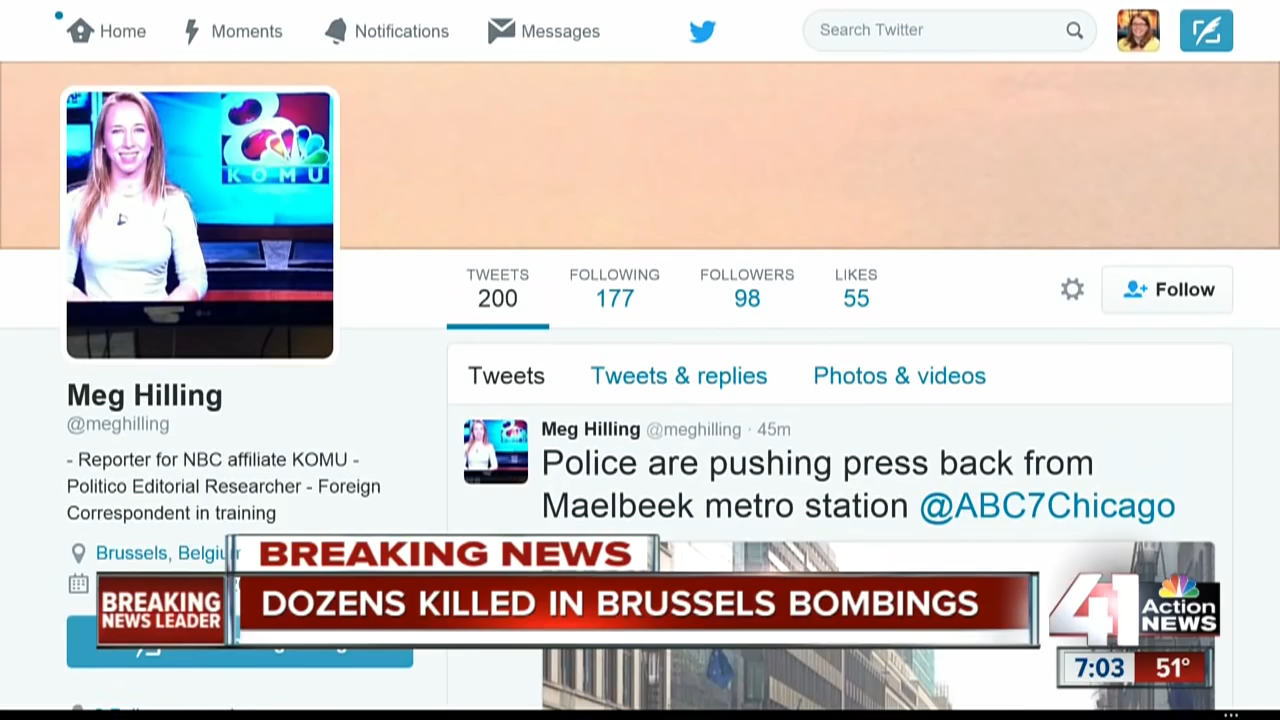 Home
Moments
Notifications
Messages
Search Twitter
8
KOMU
TWEETS
200
FOLLOWING
177
FOLLOWERS
98
LIKES
55
Follow
Meg Hilling
@meghilling
- Reporter for NBC affiliate KOMU -
Politico Editorial Researcher - Foreign
Correspondent in training
Brussels, Belgium
Tweets
Tweets & replies
Photos & videos
Meg Hilling @meghilling · 45m
Police are pushing press back from
Maelbeek metro station @ABC7Chicago
BREAKING NEWS
BREAKING
NEWS LEADER
DOZENS KILLED IN BRUSSELS BOMBINGS
41
Action
NEWS
7:03 51°